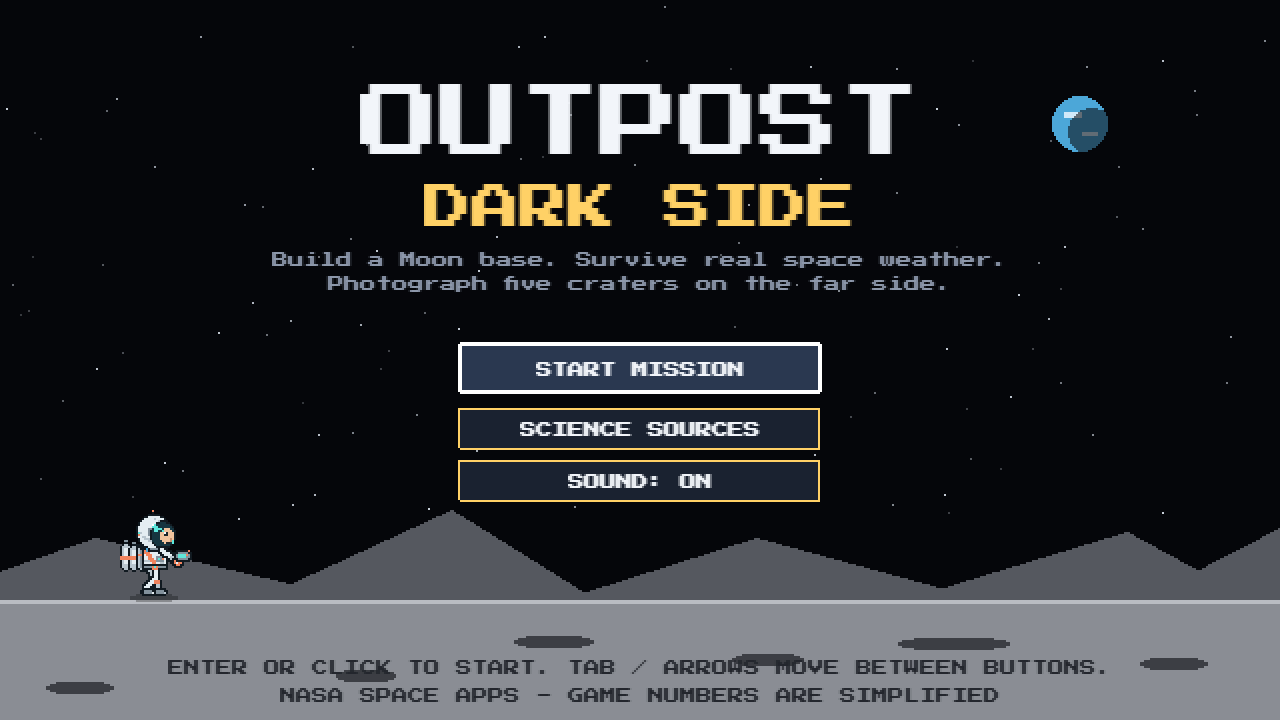 OUTPOST
DARK SIDE
Build a Moon base. Survive real space weather.
Photograph five craters on the far side.
START MISSION
SCIENCE SOURCES
SOUND: ON
ENTER OR CLICK TO START. TAB / ARROWS MOVE BETWEEN BUTTONS.
NASA SPACE APPS - GAME NUMBERS ARE SIMPLIFIED